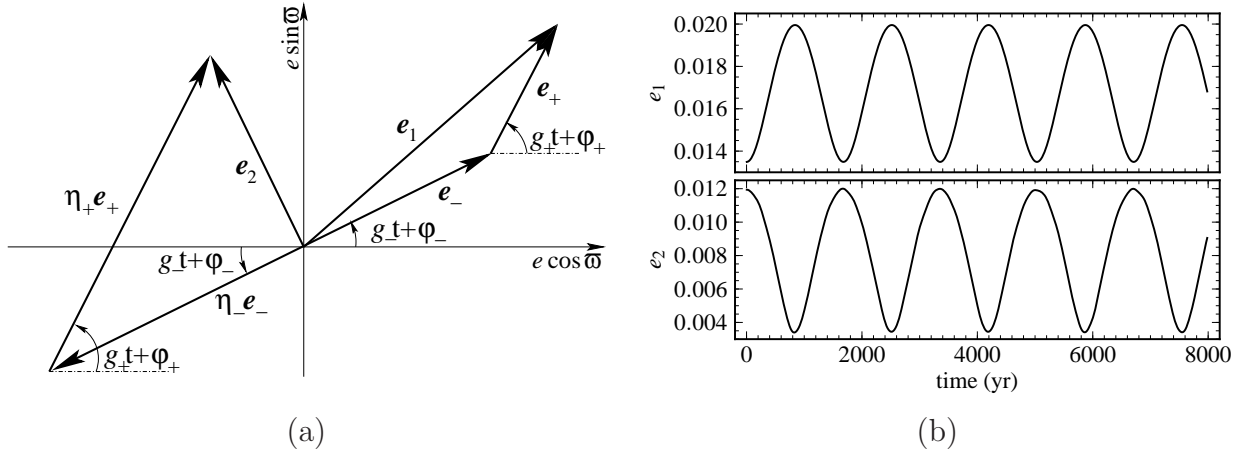 e sin ϖ
e₁
e₊
g₊t+φ₊
e₂
η₊e₊
e₋
g₋t+φ₋
e cos ϖ
g₋t+φ₋
η₋e₋
g₊t+φ₊
(a)
0.020
0.018
0.016
0.014
e₁
0.012
0.010
0.008
0.006
0.004
e₂
0 2000 4000 6000 8000
time (yr)
(b)